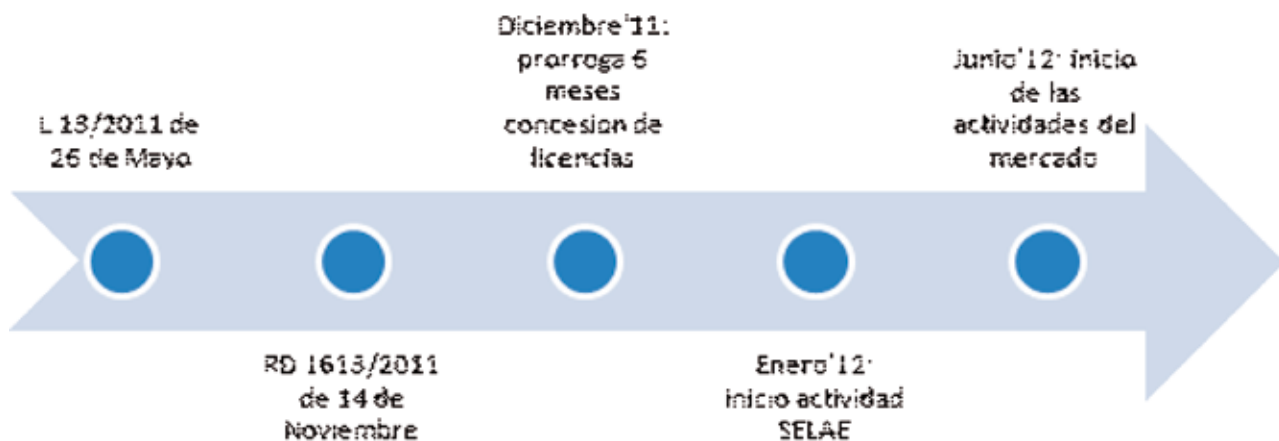 L 13/2011 de
26 de Mayo
RD 1613/2011
de 14 de
Noviembre
Diciembre'11:
prorroga 6
meses
concesion de
licencias
Enero'12:
inicio actividad
SELAE
Junio'12: inicio
de las
actividades del
mercado